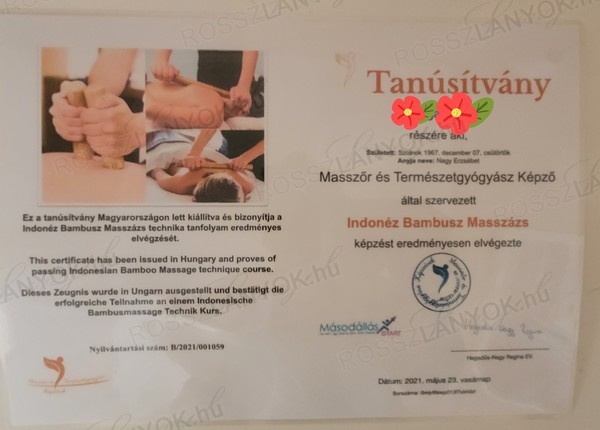 Ez a tanúsítvány Magyarországon lett kiállítva és bizonyítja a
Indonéz Bambusz Masszázs technika tanfolyam eredményes
elvégzését.
This certificate has been issued in Hungary and proves of
passing Indonesian Bamboo Massage technique course.
Dieses Zeugnis wurde in Ungarn ausgestellt und bestätigt die
erfolgreiche Teilnahme an einem Indonesische
Bambusmassage Technik Kurs.
Nyilvántartási szám: B/2021/001059
Tanúsítvány
részére aki,
Született: Szolnok 1967. december 07. csütörtök
Anyja neve: Nagy Erzsébet
Masszőr és Természetgyógyász Képző
által szervezett
Indonéz Bambusz Masszázs
képzést eredményesen elvégezte
Másodállás
START
Hegedűs-Nagy Regina EV.
Dátum: 2021. május 23. vasárnap
Sorszáma:
ROSSZLANYOK.hu